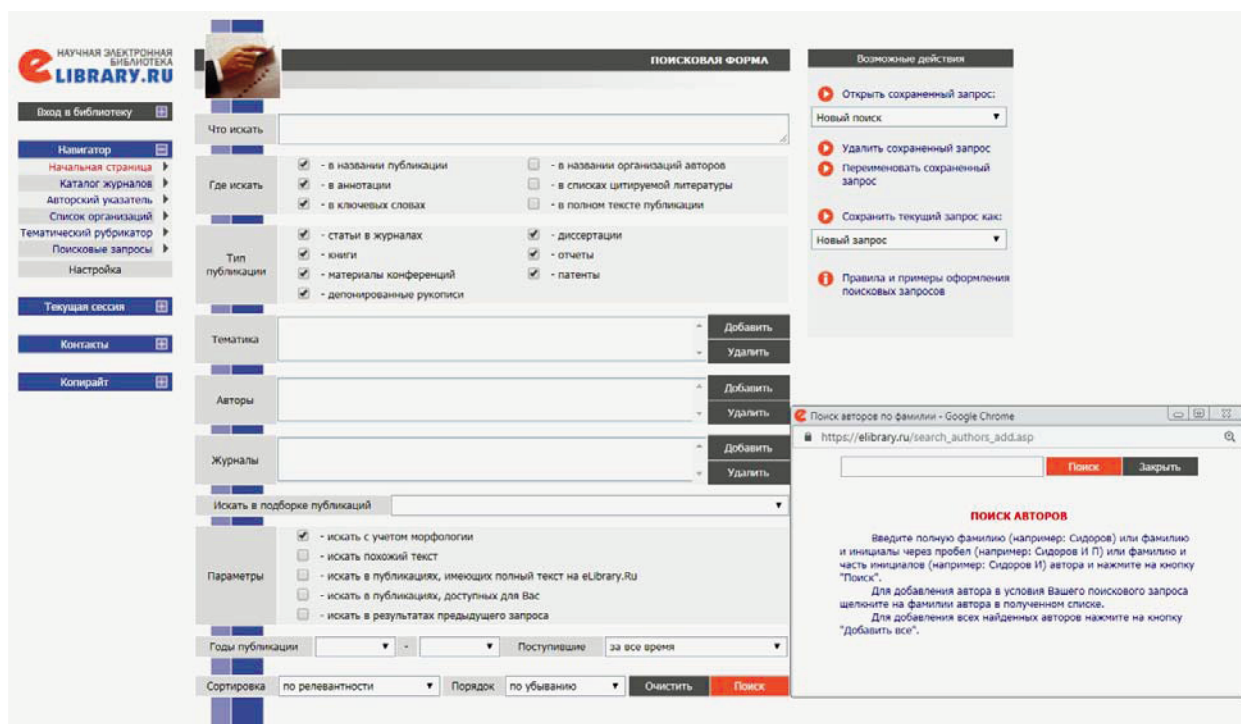 НАУЧНАЯ ЭЛЕКТРОННАЯ
БИБЛИОТЕКА
eLIBRARY.RU
Вход в библиотеку
Навигатор
Начальная страница
Каталог журналов
Авторский указатель
Список организаций
Тематический рубрикатор
Поисковые запросы
Настройка
Текущая сессия
Контакты
Копирайт
ПОИСКОВАЯ ФОРМА
Что искать
Где искать
- в названии публикации
- в названии организаций авторов
- в аннотации
- в списках цитируемой литературы
- в ключевых словах
- в полном тексте публикации
Тип
публикации
- статьи в журналах
- диссертации
- книги
- отчеты
- материалы конференций
- патенты
- депонированные рукописи
Тематика
Добавить
Удалить
Авторы
Добавить
Удалить
Журналы
Добавить
Удалить
Искать в подборке публикаций
Параметры
- искать с учетом морфологии
- искать похожий текст
- искать в публикациях, имеющих полный текст на eLibrary.Ru
- искать в публикациях, доступных для Вас
- искать в результатах предыдущего запроса
Годы публикации - Поступившие за все время
Сортировка по релевантности Порядок по убыванию Очистить Поиск
Возможные действия
Открыть сохраненный запрос:
Новый поиск
Удалить сохраненный запрос
Переименовать сохраненный
запрос
Сохранить текущий запрос как:
Новый запрос
Правила и примеры оформления
поисковых запросов
Поиск авторов по фамилии - Google Chrome
https://elibrary.ru/search_authors_add.asp
Поиск Закрыть
ПОИСК АВТОРОВ
Введите полную фамилию (например: Сидоров) или фамилию
и инициалы через пробел (например: Сидоров И П) или фамилию и
часть инициалов (например: Сидоров И) автора и нажмите на кнопку
"Поиск".
Для добавления автора в условия Вашего поискового запроса
щелкните на фамилии автора в полученном списке.
Для добавления всех найденных авторов нажмите на кнопку
"Добавить все".